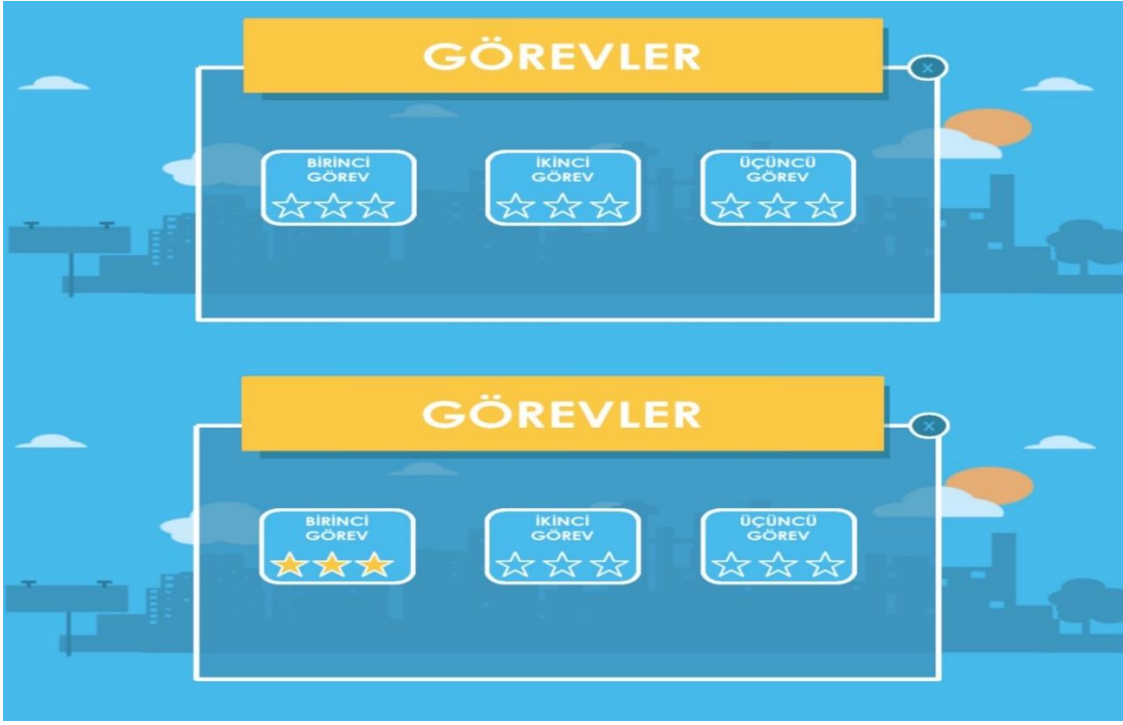 GÖREVLER
x
BİRİNCİ
GÖREV
İKİNCİ
GÖREV
ÜÇÜNCÜ
GÖREV
GÖREVLER
x
BİRİNCİ
GÖREV
İKİNCİ
GÖREV
ÜÇÜNCÜ
GÖREV